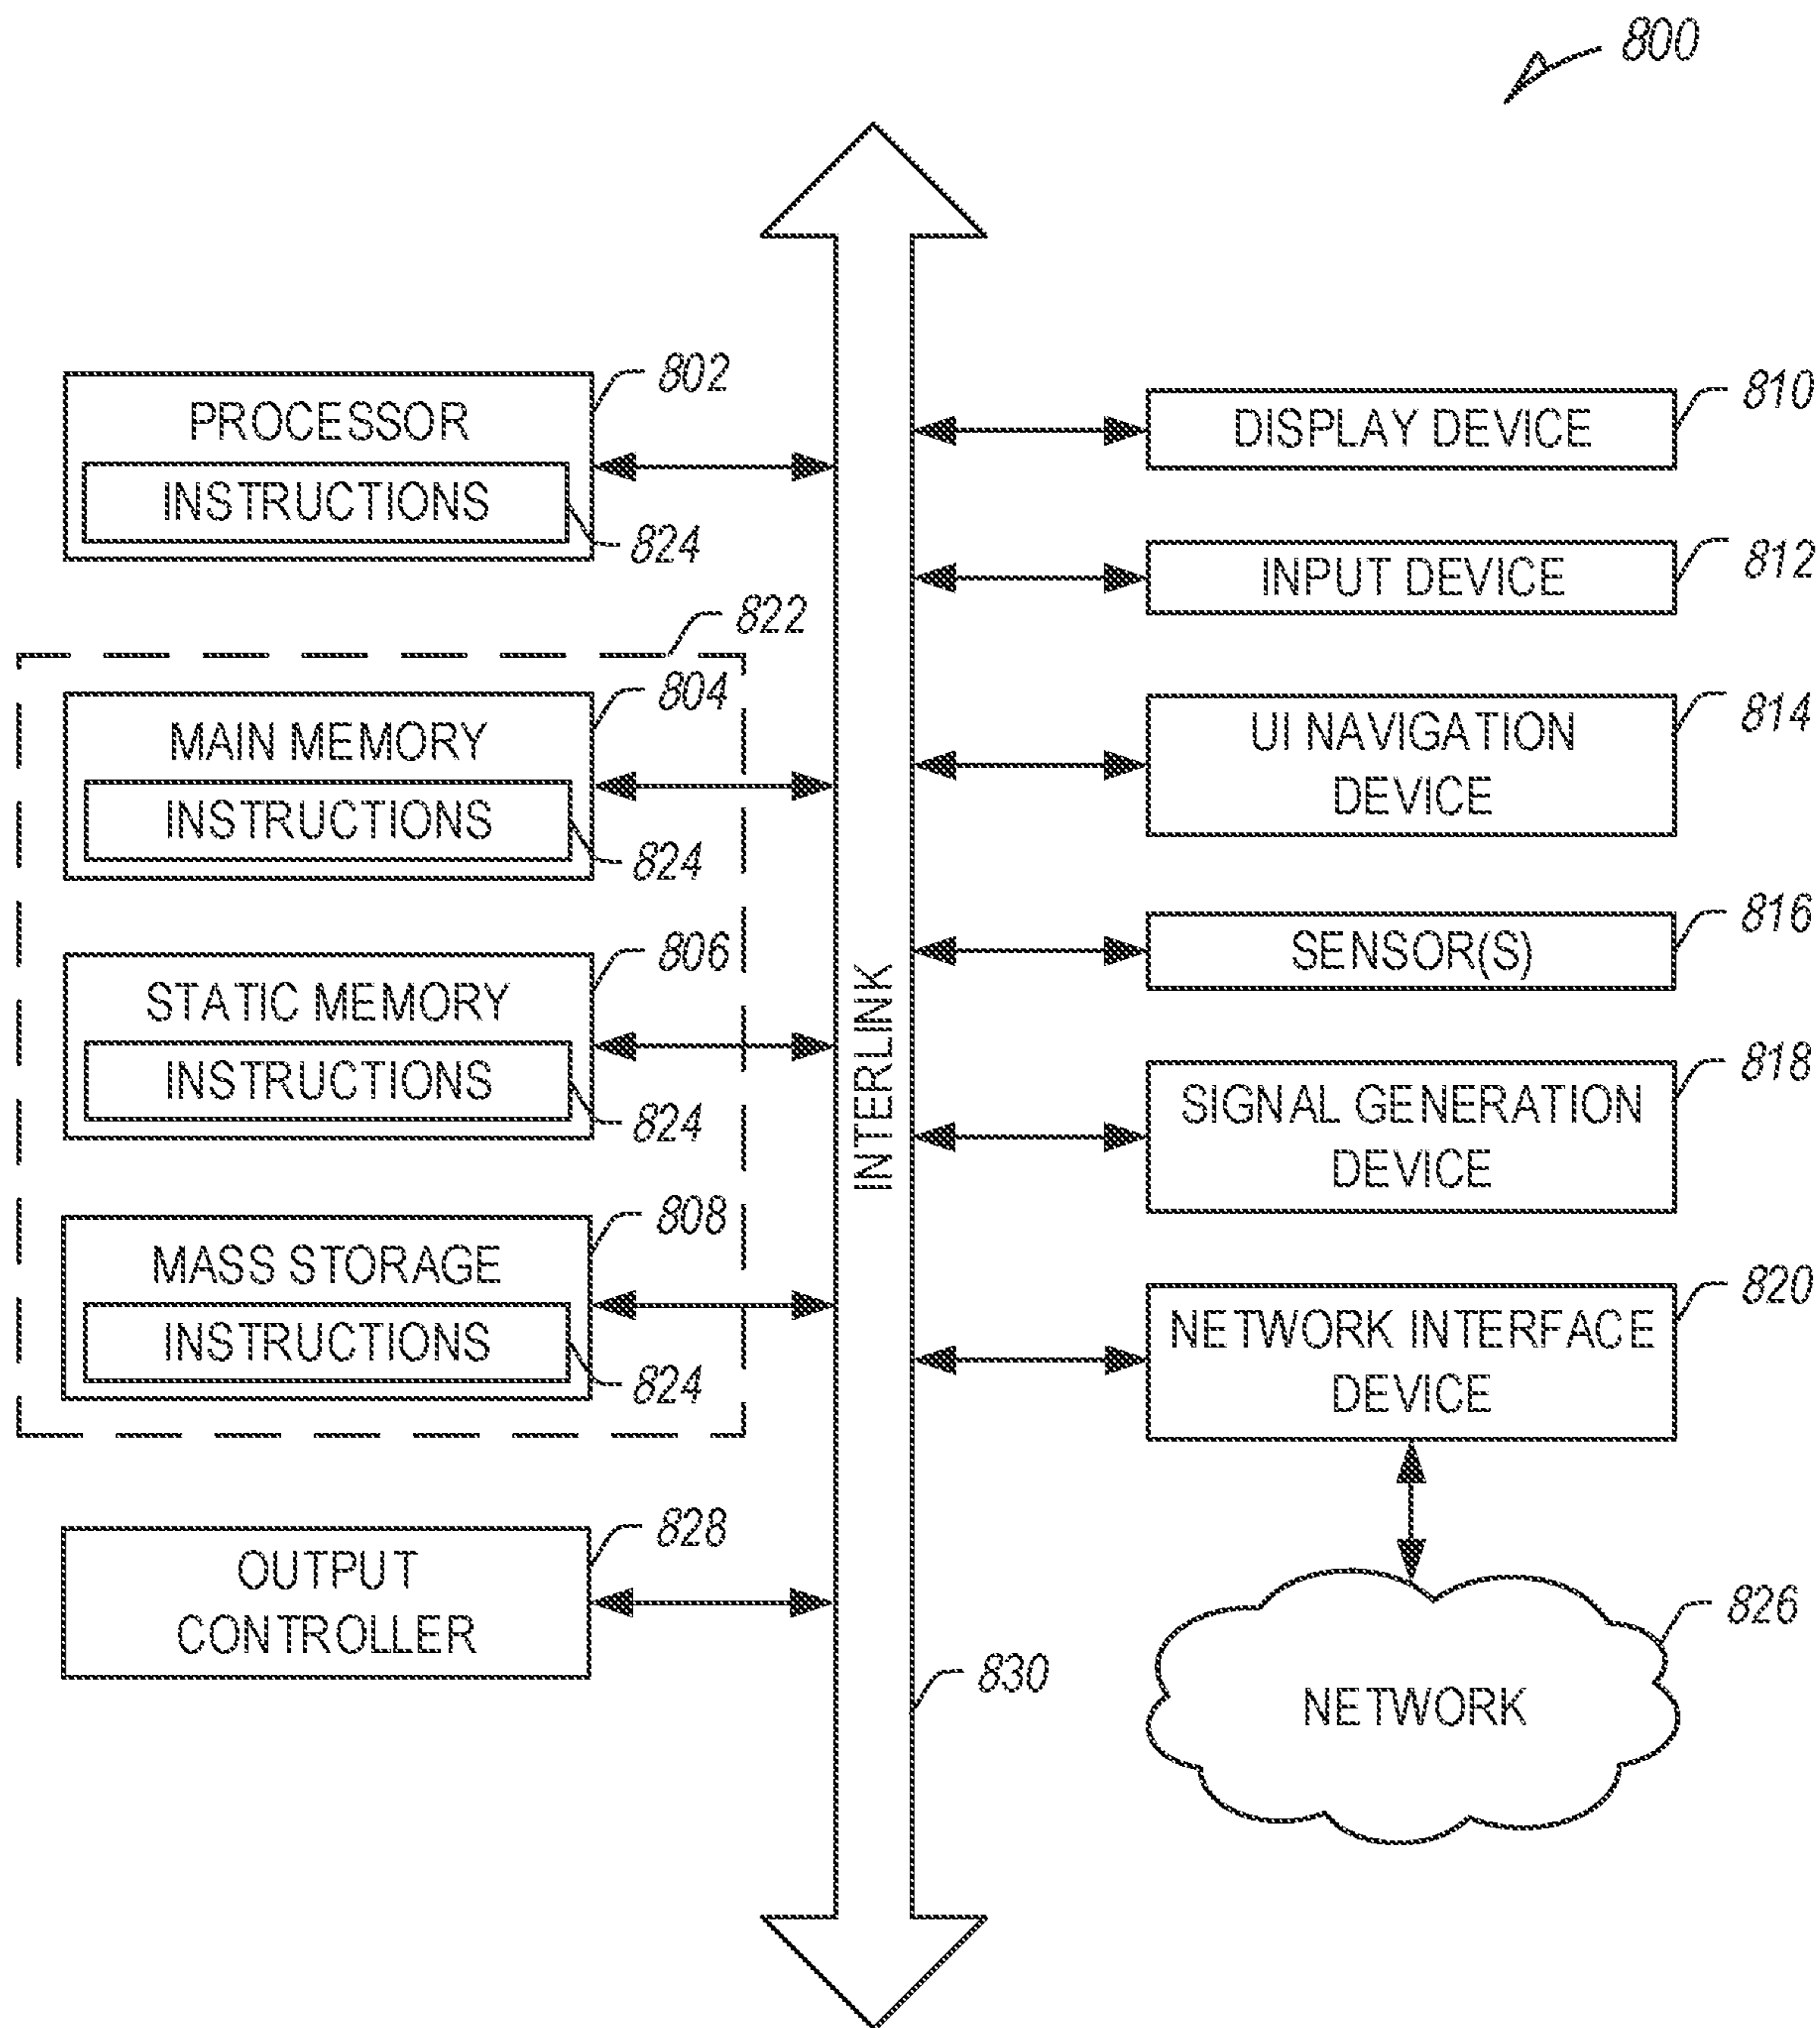 800
PROCESSOR
802
INSTRUCTIONS
824
822
MAIN MEMORY
804
INSTRUCTIONS
824
STATIC MEMORY
806
INSTRUCTIONS
824
MASS STORAGE
808
INSTRUCTIONS
824
OUTPUT
CONTROLLER
828
INTERLINK
830
DISPLAY DEVICE
810
INPUT DEVICE
812
UI NAVIGATION
DEVICE
814
SENSOR(S)
816
SIGNAL GENERATION
DEVICE
818
NETWORK INTERFACE
DEVICE
820
NETWORK
826